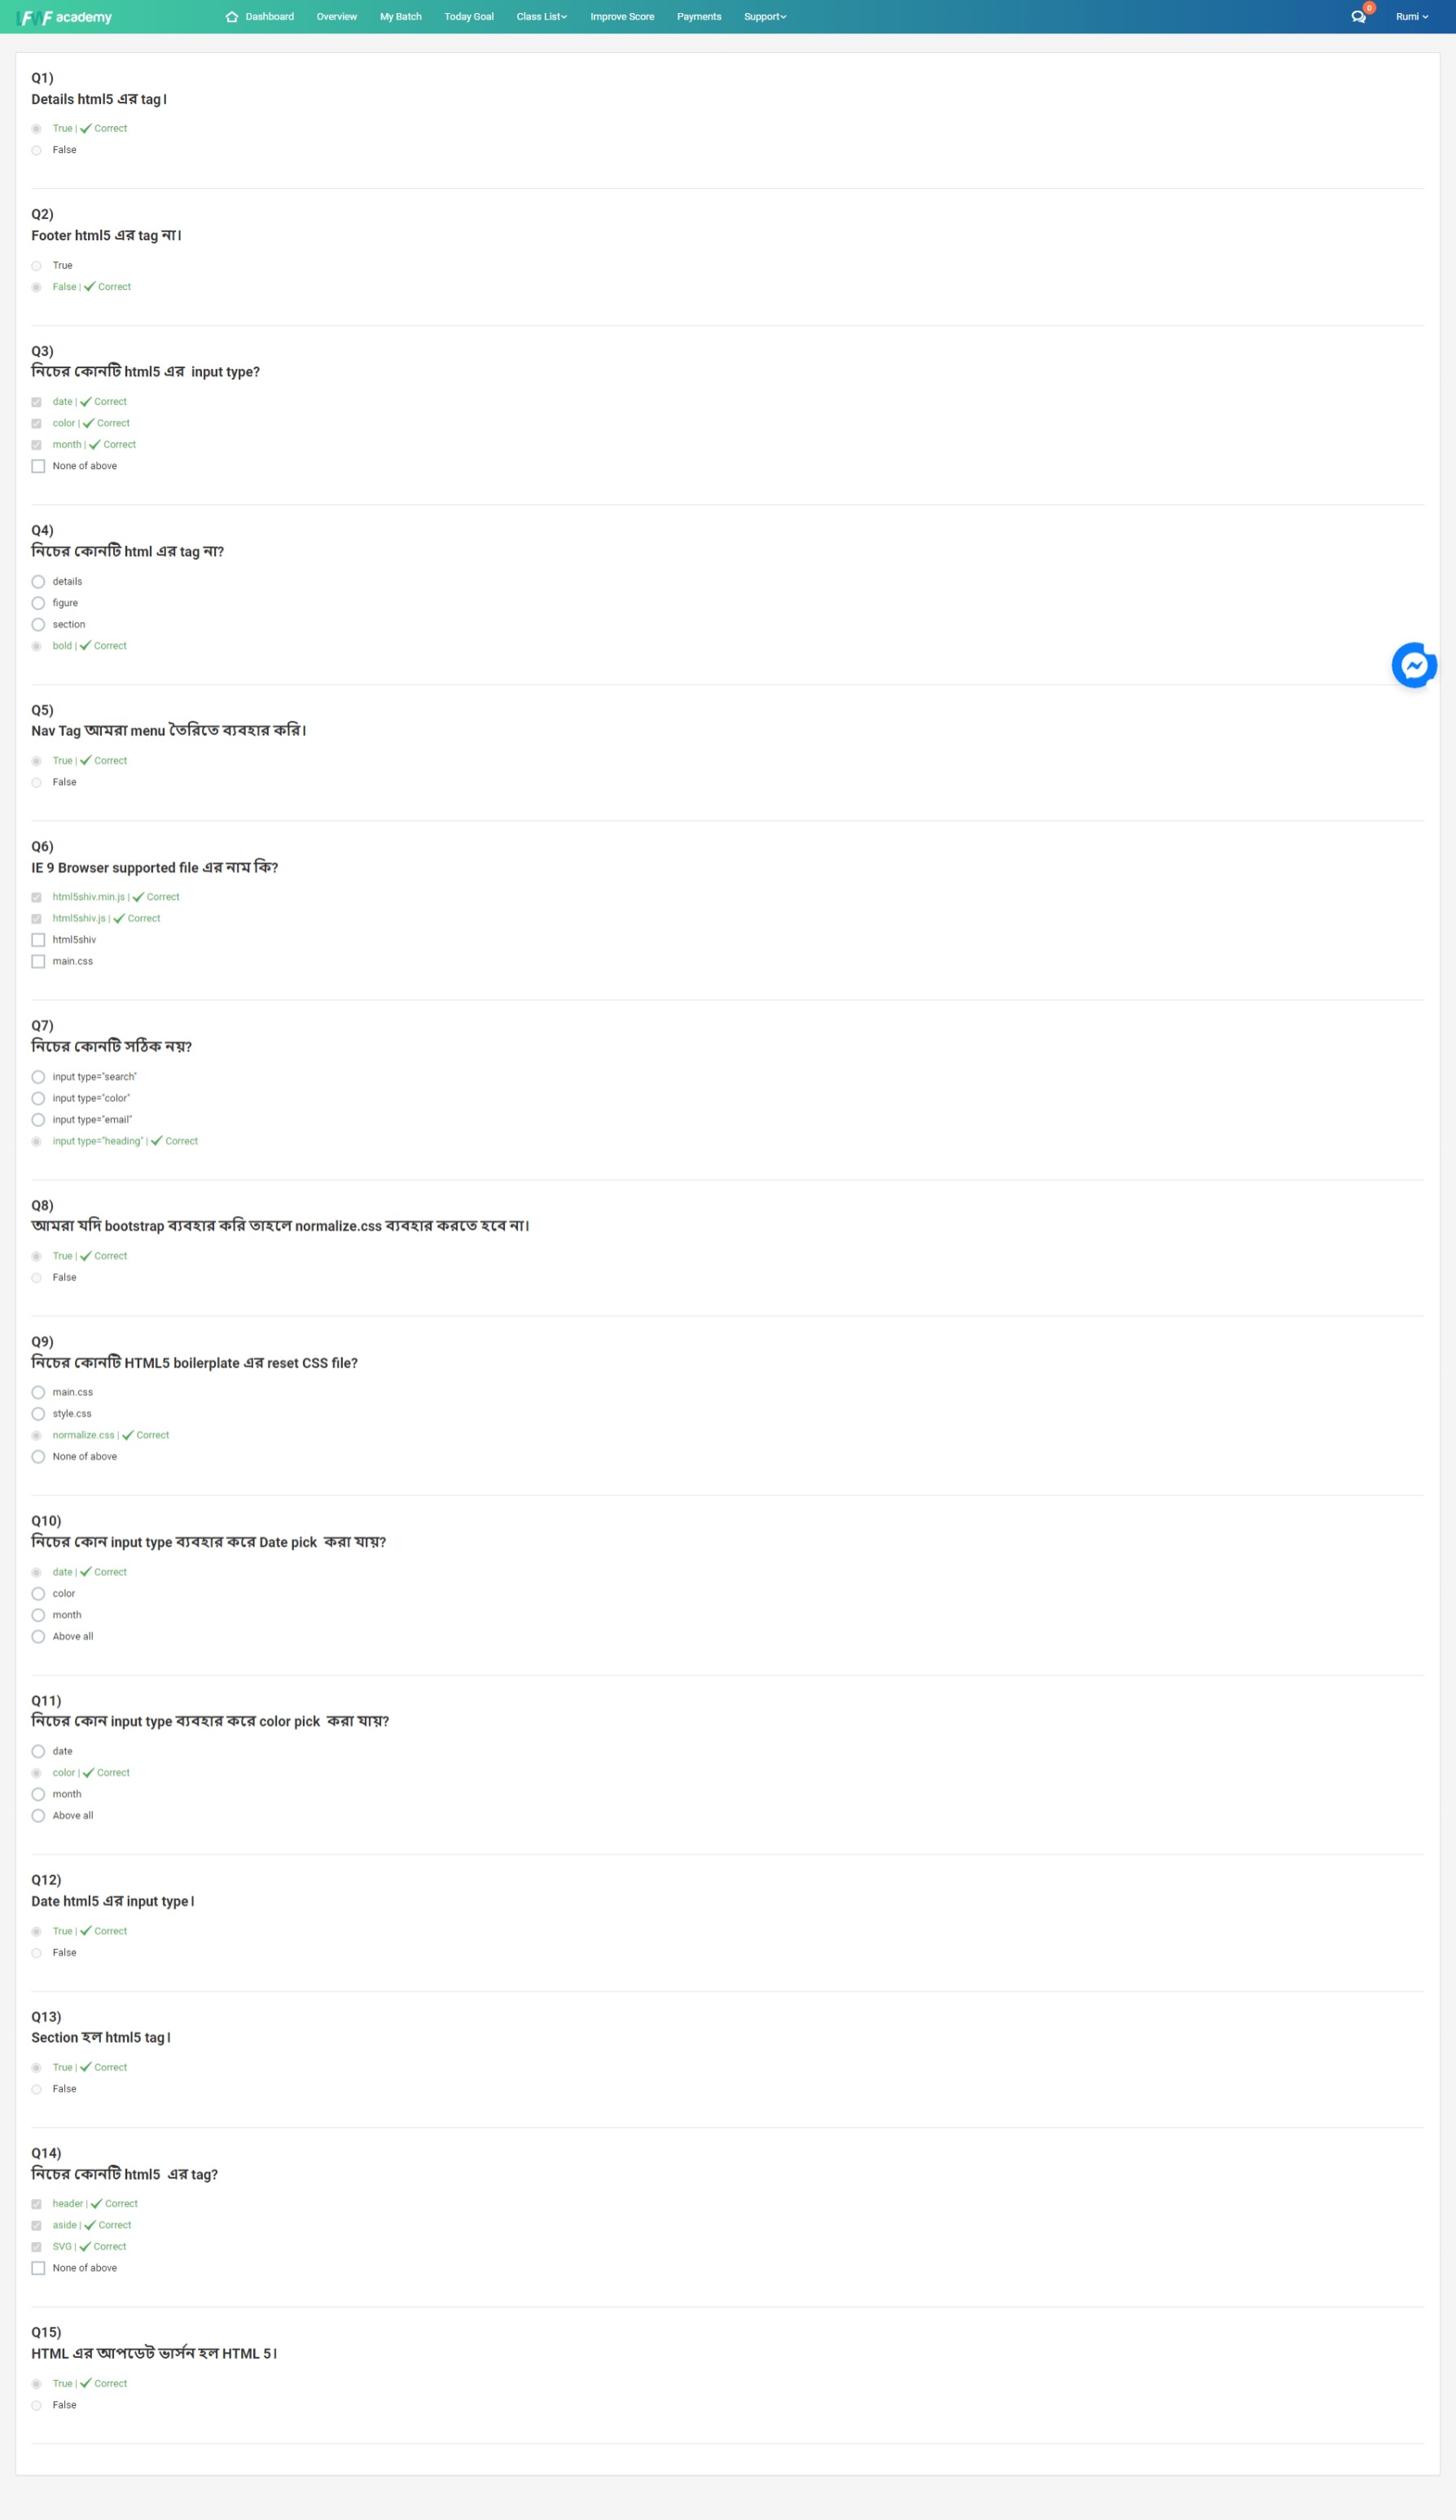 FWF academy
Dashboard
Overview
My Batch
Today Goal
Class List
Improve Score
Payments
Support
0
Rumi
Q1)
Details html5 এর tag।
True | ✓ Correct
False
Q2)
Footer html5 এর tag না।
True
False | ✓ Correct
Q3)
নিচের কোনটি html5 এর input type?
date | ✓ Correct
color | ✓ Correct
month | ✓ Correct
None of above
Q4)
নিচের কোনটি html এর tag না?
details
figure
section
bold | ✓ Correct
Q5)
Nav Tag আমরা menu তৈরিতে ব্যবহার করি।
True | ✓ Correct
False
Q6)
IE 9 Browser supported file এর নাম কি?
html5shiv.min.js | ✓ Correct
html5shiv.js | ✓ Correct
html5shiv
main.css
Q7)
নিচের কোনটি সঠিক নয়?
input type="search"
input type="color"
input type="email"
input type="heading" | ✓ Correct
Q8)
আমরা যদি bootstrap ব্যবহার করি তাহলে normalize.css ব্যবহার করতে হবে না।
True | ✓ Correct
False
Q9)
নিচের কোনটি HTML5 boilerplate এর reset CSS file?
main.css
style.css
normalize.css | ✓ Correct
None of above
Q10)
নিচের কোন input type ব্যবহার করে Date pick করা যায়?
date | ✓ Correct
color
month
Above all
Q11)
নিচের কোন input type ব্যবহার করে color pick করা যায়?
date
color | ✓ Correct
month
Above all
Q12)
Date html5 এর input type।
True | ✓ Correct
False
Q13)
Section হল html5 tag।
True | ✓ Correct
False
Q14)
নিচের কোনটি html5 এর tag?
header | ✓ Correct
aside | ✓ Correct
SVG | ✓ Correct
None of above
Q15)
HTML এর আপডেট ভার্সন হল HTML 5।
True | ✓ Correct
False